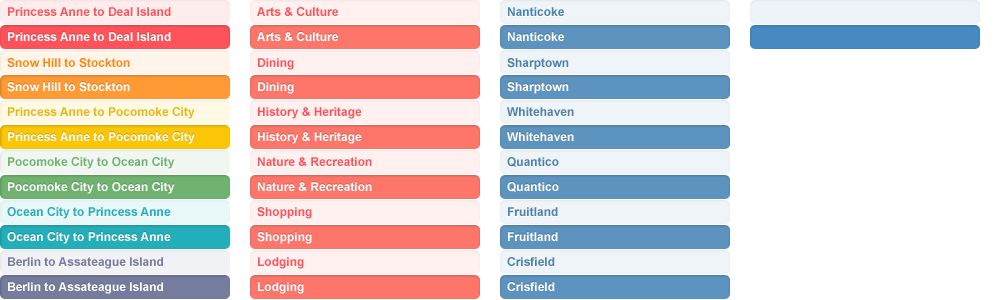 Princess Anne to Deal Island
Princess Anne to Deal Island
Snow Hill to Stockton
Snow Hill to Stockton
Princess Anne to Pocomoke City
Princess Anne to Pocomoke City
Pocomoke City to Ocean City
Pocomoke City to Ocean City
Ocean City to Princess Anne
Ocean City to Princess Anne
Berlin to Assateague Island
Berlin to Assateague Island
Arts & Culture
Arts & Culture
Dining
Dining
History & Heritage
History & Heritage
Nature & Recreation
Nature & Recreation
Shopping
Shopping
Lodging
Lodging
Nanticoke
Nanticoke
Sharptown
Sharptown
Whitehaven
Whitehaven
Quantico
Quantico
Fruitland
Fruitland
Crisfield
Crisfield